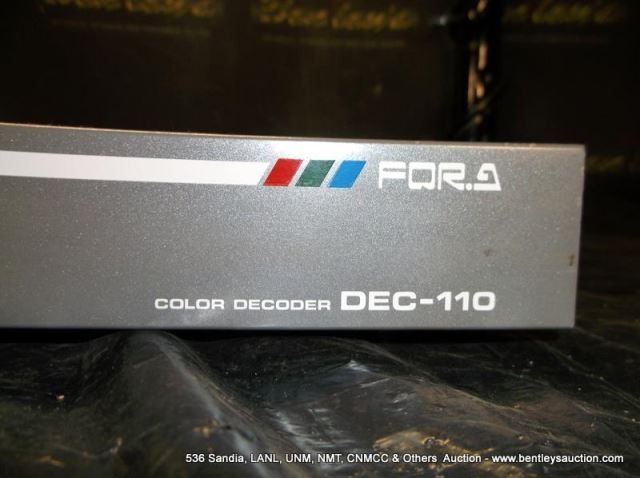 FOR.A
COLOR DECODER DEC-110
536 Sandia, LANL, UNM, NMT, CNMCC & Others Auction - www.bentleysauction.com